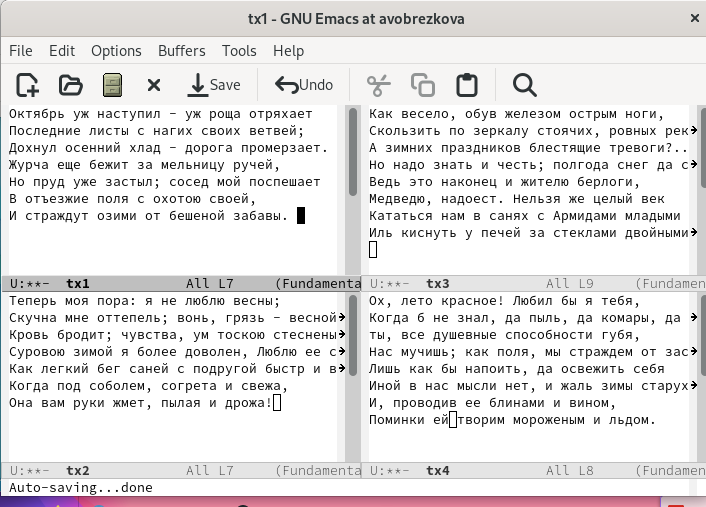 tx1 - GNU Emacs at avobrezkova
File Edit Options Buffers Tools Help
Save Undo
Октябрь уж наступил - уж роща отряхает
Последние листы с нагих своих ветвей;
Дохнул осенний хлад - дорога промерзает.
Журча еще бежит за мельницу ручей,
Но пруд уже застыл; сосед мой поспешает
В отъезжие поля с охотою своей,
И страждут озими от бешеной забавы.
U:**- tx1 All L7 (Fundamenta
Как весело, обув железом острым ноги,
Скользить по зеркалу стоячих, ровных рек
А зимних праздников блестящие тревоги?..
Но надо знать и честь; полгода снег да с
Ведь это наконец и жителю берлоги,
Медведю, надоест. Нельзя же целый век
Кататься нам в санях с Армидами младыми
Иль киснуть у печей за стеклами двойными
U:**- tx3 All L9 (Fundamen
Теперь моя пора: я не люблю весны;
Скучна мне оттепель; вонь, грязь - весной
Кровь бродит; чувства, ум тоскою стеснены
Суровою зимой я более доволен, Люблю ее с
Как легкий бег саней с подругой быстр и в
Когда под соболем, согрета и свежа,
Она вам руки жмет, пылая и дрожа!
U:**- tx2 All L7 (Fundamenta
Ох, лето красное! Любил бы я тебя,
Когда б не знал, да пыль, да комары, да
ты, все душевные способности губя,
Нас мучишь; как поля, мы страждем от зас
Лишь как бы напоить, да освежить себя
Иной в нас мысли нет, и жаль зимы старух
И, проводив ее блинами и вином,
Поминки ей творим мороженым и льдом.
U:**- tx4 All L8 (Fundamen
Auto-saving...done